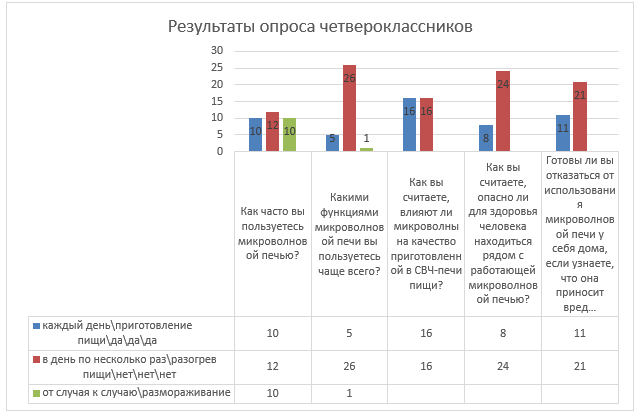 Результаты опроса четвероклассников
30
25
20
15
10
5
0
10
12
10
5
26
1
16
16
8
24
11
21
Как часто вы
пользуетесь
микроволнов
ой печью?
Какими
функциями
микроволнов
ой печи вы
пользуетесь
чаще всего?
Как вы
считаете,
влияют ли
микроволны
на качество
приготовленн
ой в СВЧ-печи
пищи?
Как вы
считаете,
опасно ли
для здоровья
человека
находиться
рядом с
работающей
микроволнов
ой печью?
Готовы ли вы
отказаться от
использовани
я
микроволнов
ой печи у
себя дома,
если узнаете,
что она
приносит
вред…
каждый день\приготовление
пищи\да\да\да
10 5 16 8 11
в день по несколько раз\разогрев
пищи\нет\нет\нет
12 26 16 24 21
от случая к случаю\размораживание
10 1